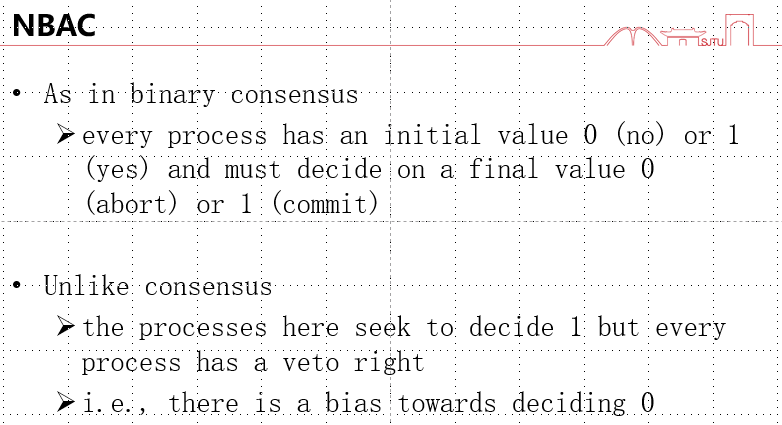 NBAC
SJTU
• As in binary consensus
➢ every process has an initial value 0 (no) or 1
(yes) and must decide on a final value 0
(abort) or 1 (commit)
• Unlike consensus
➢ the processes here seek to decide 1 but every
process has a veto right
➢ i.e., there is a bias towards deciding 0